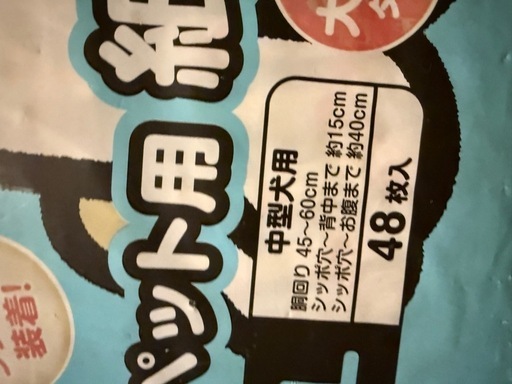 ペット用
中型犬用
胴回り 45～60cm
シッポ穴～背中まで 約15cm
シッポ穴～お腹まで 約40cm
48枚入
装着!